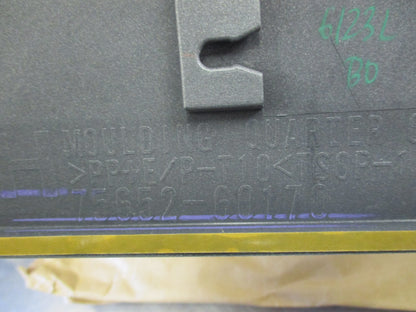 6123L
BO
MOULDING QUARTER
>PP+E/P-T10<TSOP-1
75652-60170